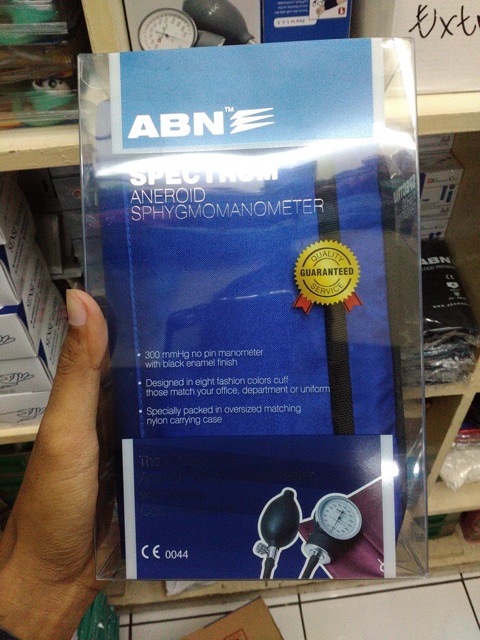 Extr
ABN™
SPECTRUM
ANEROID
SPHYGMOMANOMETER
QUALITY
GUARANTEED
SERVICE
• 300 mmHg no pin manometer
with black enamel finish
• Designed in eight fashion colors cuff
those match your office, department or uniform
• Specially packed in oversized matching
nylon carrying case
CE 0044
ABN